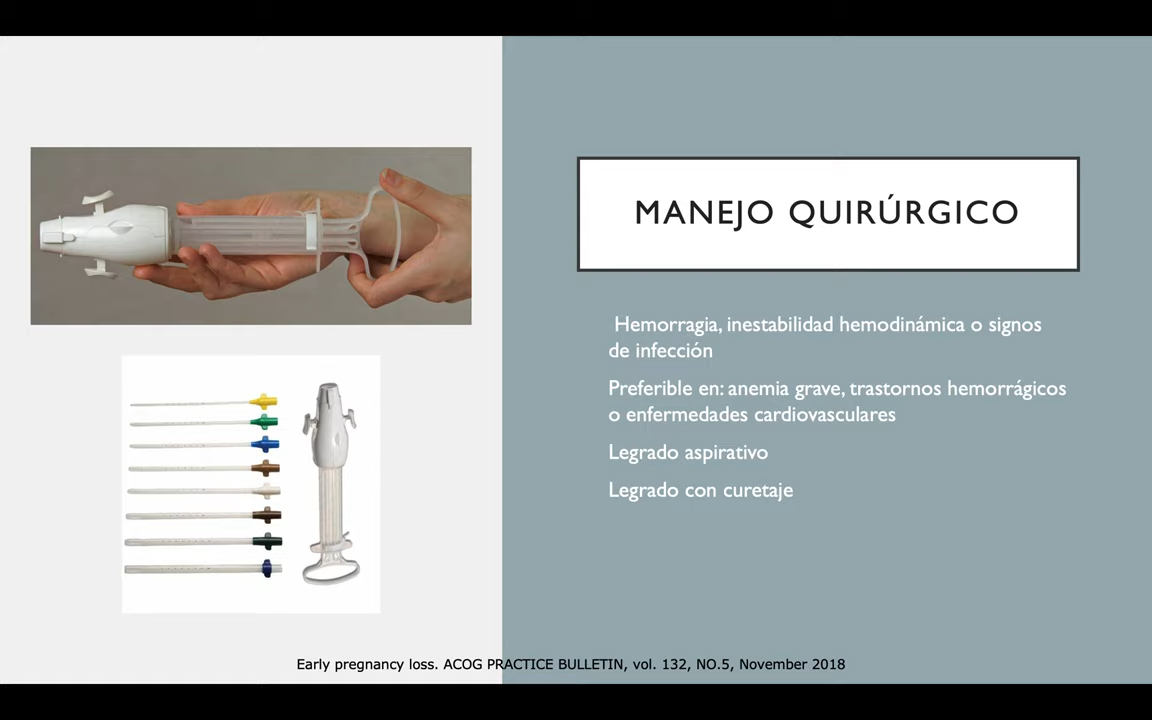 MANEJO QUIRÚRGICO
Hemorragia, inestabilidad hemodinámica o signos
de infección
Preferible en: anemia grave, trastornos hemorrágicos
o enfermedades cardiovasculares
Legrado aspirativo
Legrado con curetaje
Early pregnancy loss. ACOG PRACTICE BULLETIN, vol. 132, NO.5, November 2018